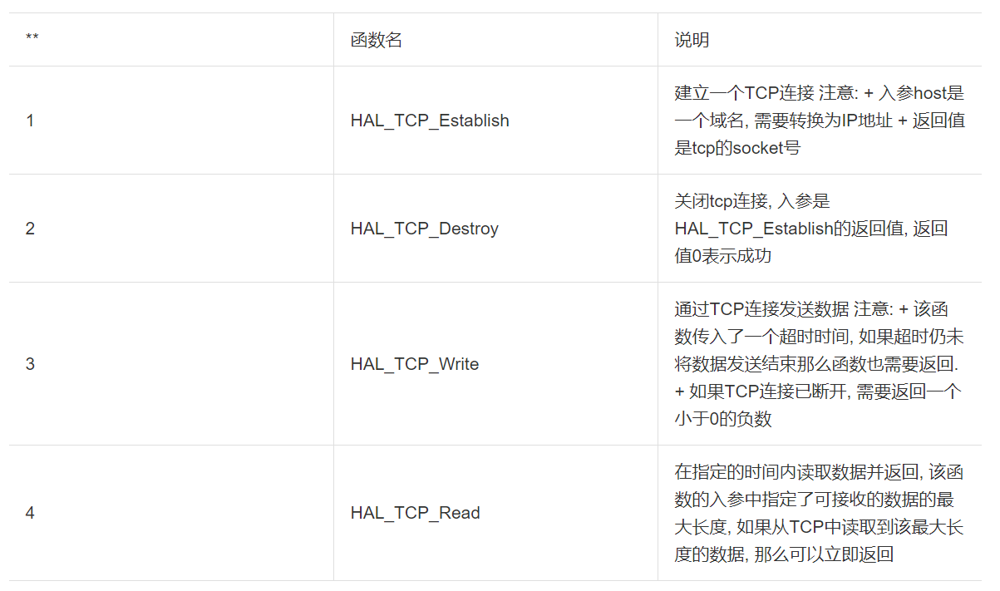 **
函数名
说明
1
HAL_TCP_Establish
建立一个TCP连接 注意: + 入参host是
一个域名, 需要转换为IP地址 + 返回值
是tcp的socket号
2
HAL_TCP_Destroy
关闭tcp连接, 入参是
HAL_TCP_Establish的返回值, 返回
值0表示成功
3
HAL_TCP_Write
通过TCP连接发送数据 注意: + 该函
数传入了一个超时时间, 如果超时仍未
将数据发送结束那么函数也需要返回.
+ 如果TCP连接已断开, 需要返回一个
小于0的负数
4
HAL_TCP_Read
在指定的时间内读取数据并返回, 该函
数的入参中指定了可接收的数据的最
大长度, 如果从TCP中读取到该最大长
度的数据, 那么可以立即返回